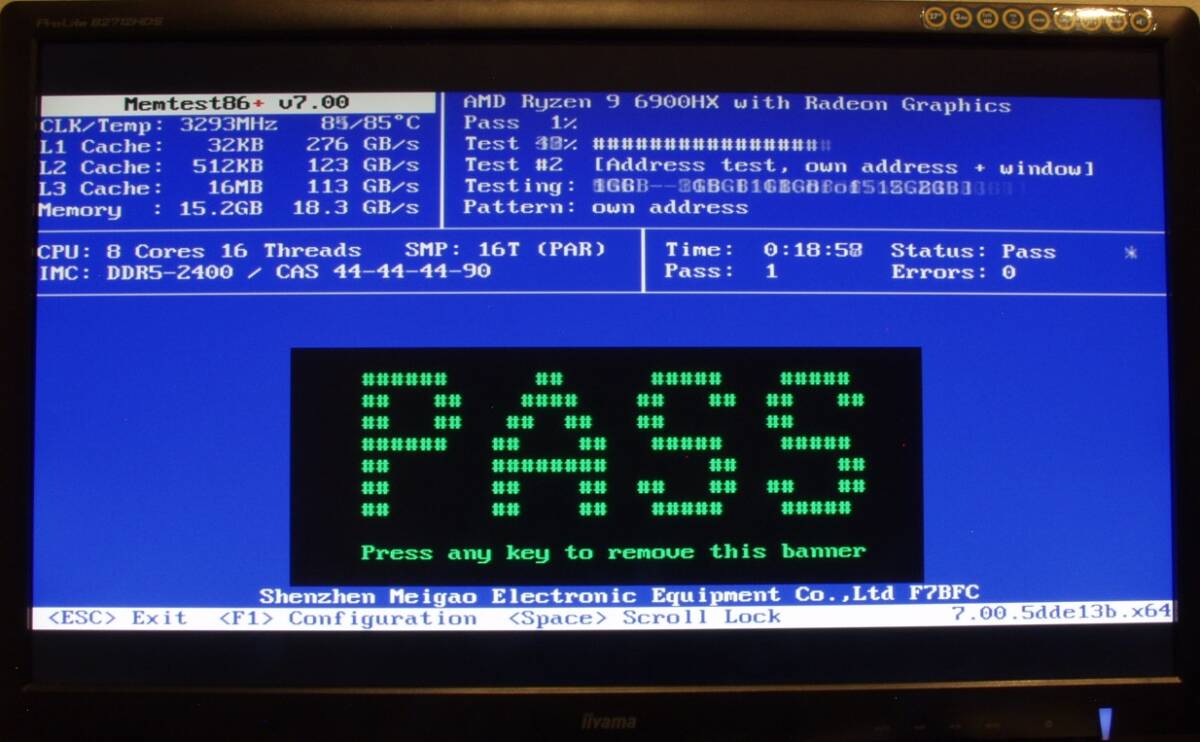 ProLite B2712HDS
Memtest86+ v7.00
AMD Ryzen 9 6900HX with Radeon Graphics
CLK/Temp: 3293MHz /85°C
Pass 1%
L1 Cache: 32KB 276 GB/s
Test % ################
L2 Cache: 512KB 123 GB/s
Test #2 [Address test, own address + window]
L3 Cache: 16MB 113 GB/s
Testing:
Memory : 15.2GB 18.3 GB/s
Pattern: own address
CPU: 8 Cores 16 Threads SMP: 16T (PAR)
Time: 0:18:5 Status: Pass *
IMC: DDR5-2400 / CAS 44-44-44-90
Pass: 1 Errors: 0
PASS
Press any key to remove this banner
Shenzhen Meigao Electronic Equipment Co.,Ltd F7BFC
<ESC> Exit <F1> Configuration <Space> Scroll Lock 7.00.5dde13b.x64
iiyama